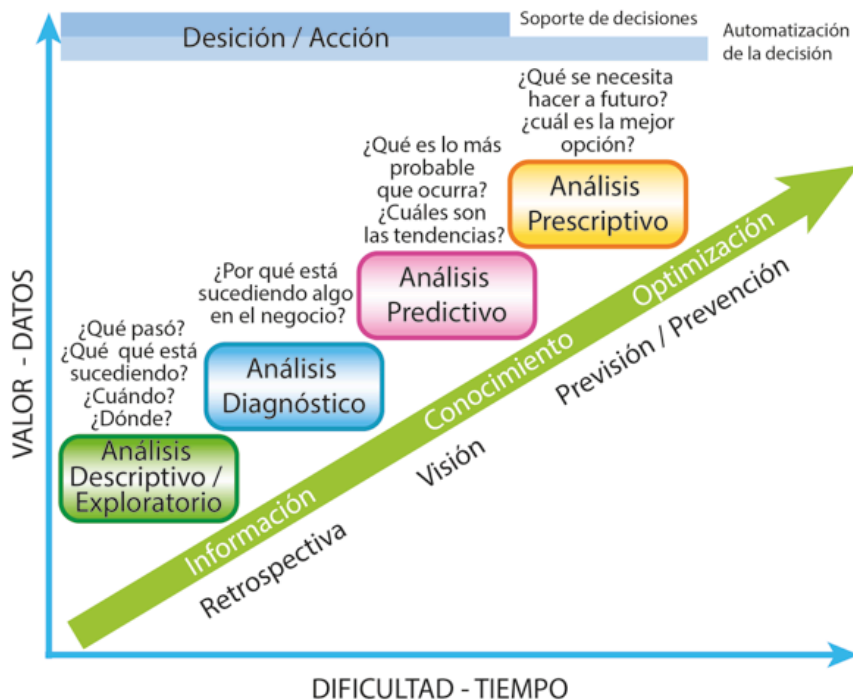 Desición / Acción
Soporte de decisiones
Automatización
de la decisión
¿Qué se necesita
hacer a futuro?
¿cuál es la mejor
opción?
Análisis
Prescriptivo
¿Qué es lo más
probable
que ocurra?
¿Cuáles son
las tendencias?
Análisis
Predictivo
¿Por qué está
sucediendo algo
en el negocio?
Análisis
Diagnóstico
¿Qué pasó?
¿Qué qué está
sucediendo?
¿Cuándo?
¿Dónde?
Análisis
Descriptivo /
Exploratorio
Información
Conocimiento
Optimización
Retrospectiva
Visión
Previsión / Prevención
VALOR - DATOS
DIFICULTAD - TIEMPO